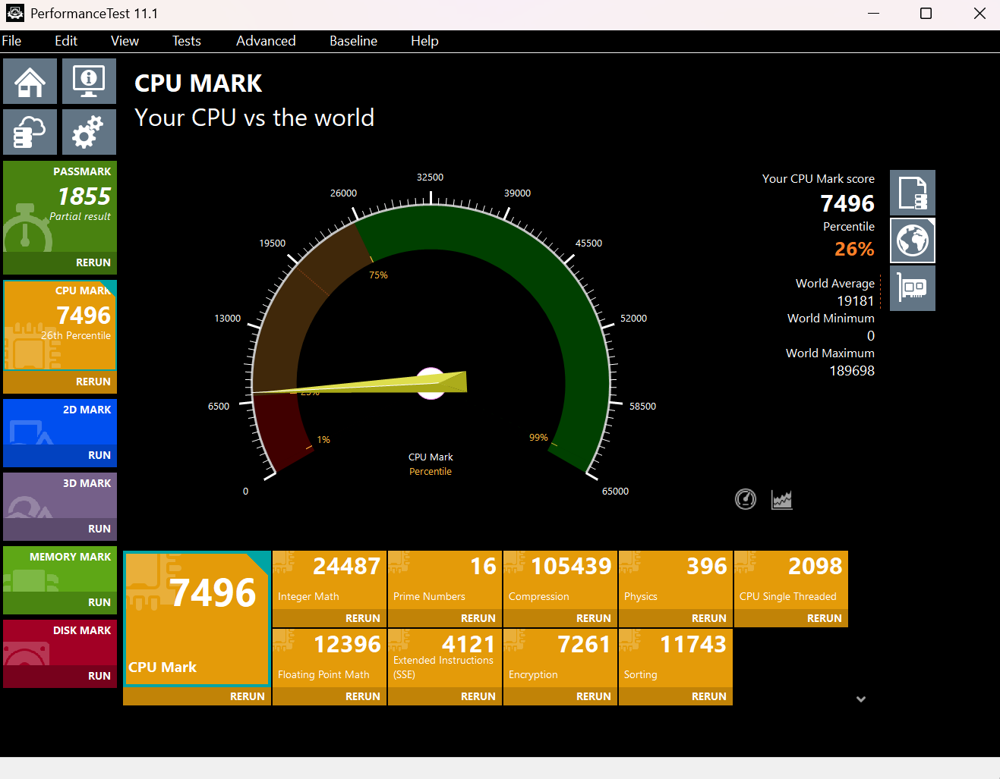 PerformanceTest 11.1
File Edit View Tests Advanced Baseline Help
CPU MARK
Your CPU vs the world
PASSMARK
1855
Partial result
RERUN
CPU MARK
7496
26th Percentile
RERUN
2D MARK
RUN
3D MARK
RUN
MEMORY MARK
RUN
DISK MARK
RUN
0
6500
13000
19500
26000
32500
39000
45500
52000
58500
65000
1%
25%
75%
99%
CPU Mark
Percentile
Your CPU Mark score
7496
Percentile
26%
World Average
19181
World Minimum
0
World Maximum
189698
7496
CPU Mark
RERUN
24487
Integer Math
RERUN
16
Prime Numbers
RERUN
105439
Compression
RERUN
396
Physics
RERUN
2098
CPU Single Threaded
RERUN
12396
Floating Point Math
RERUN
4121
Extended Instructions
(SSE)
RERUN
7261
Encryption
RERUN
11743
Sorting
RERUN